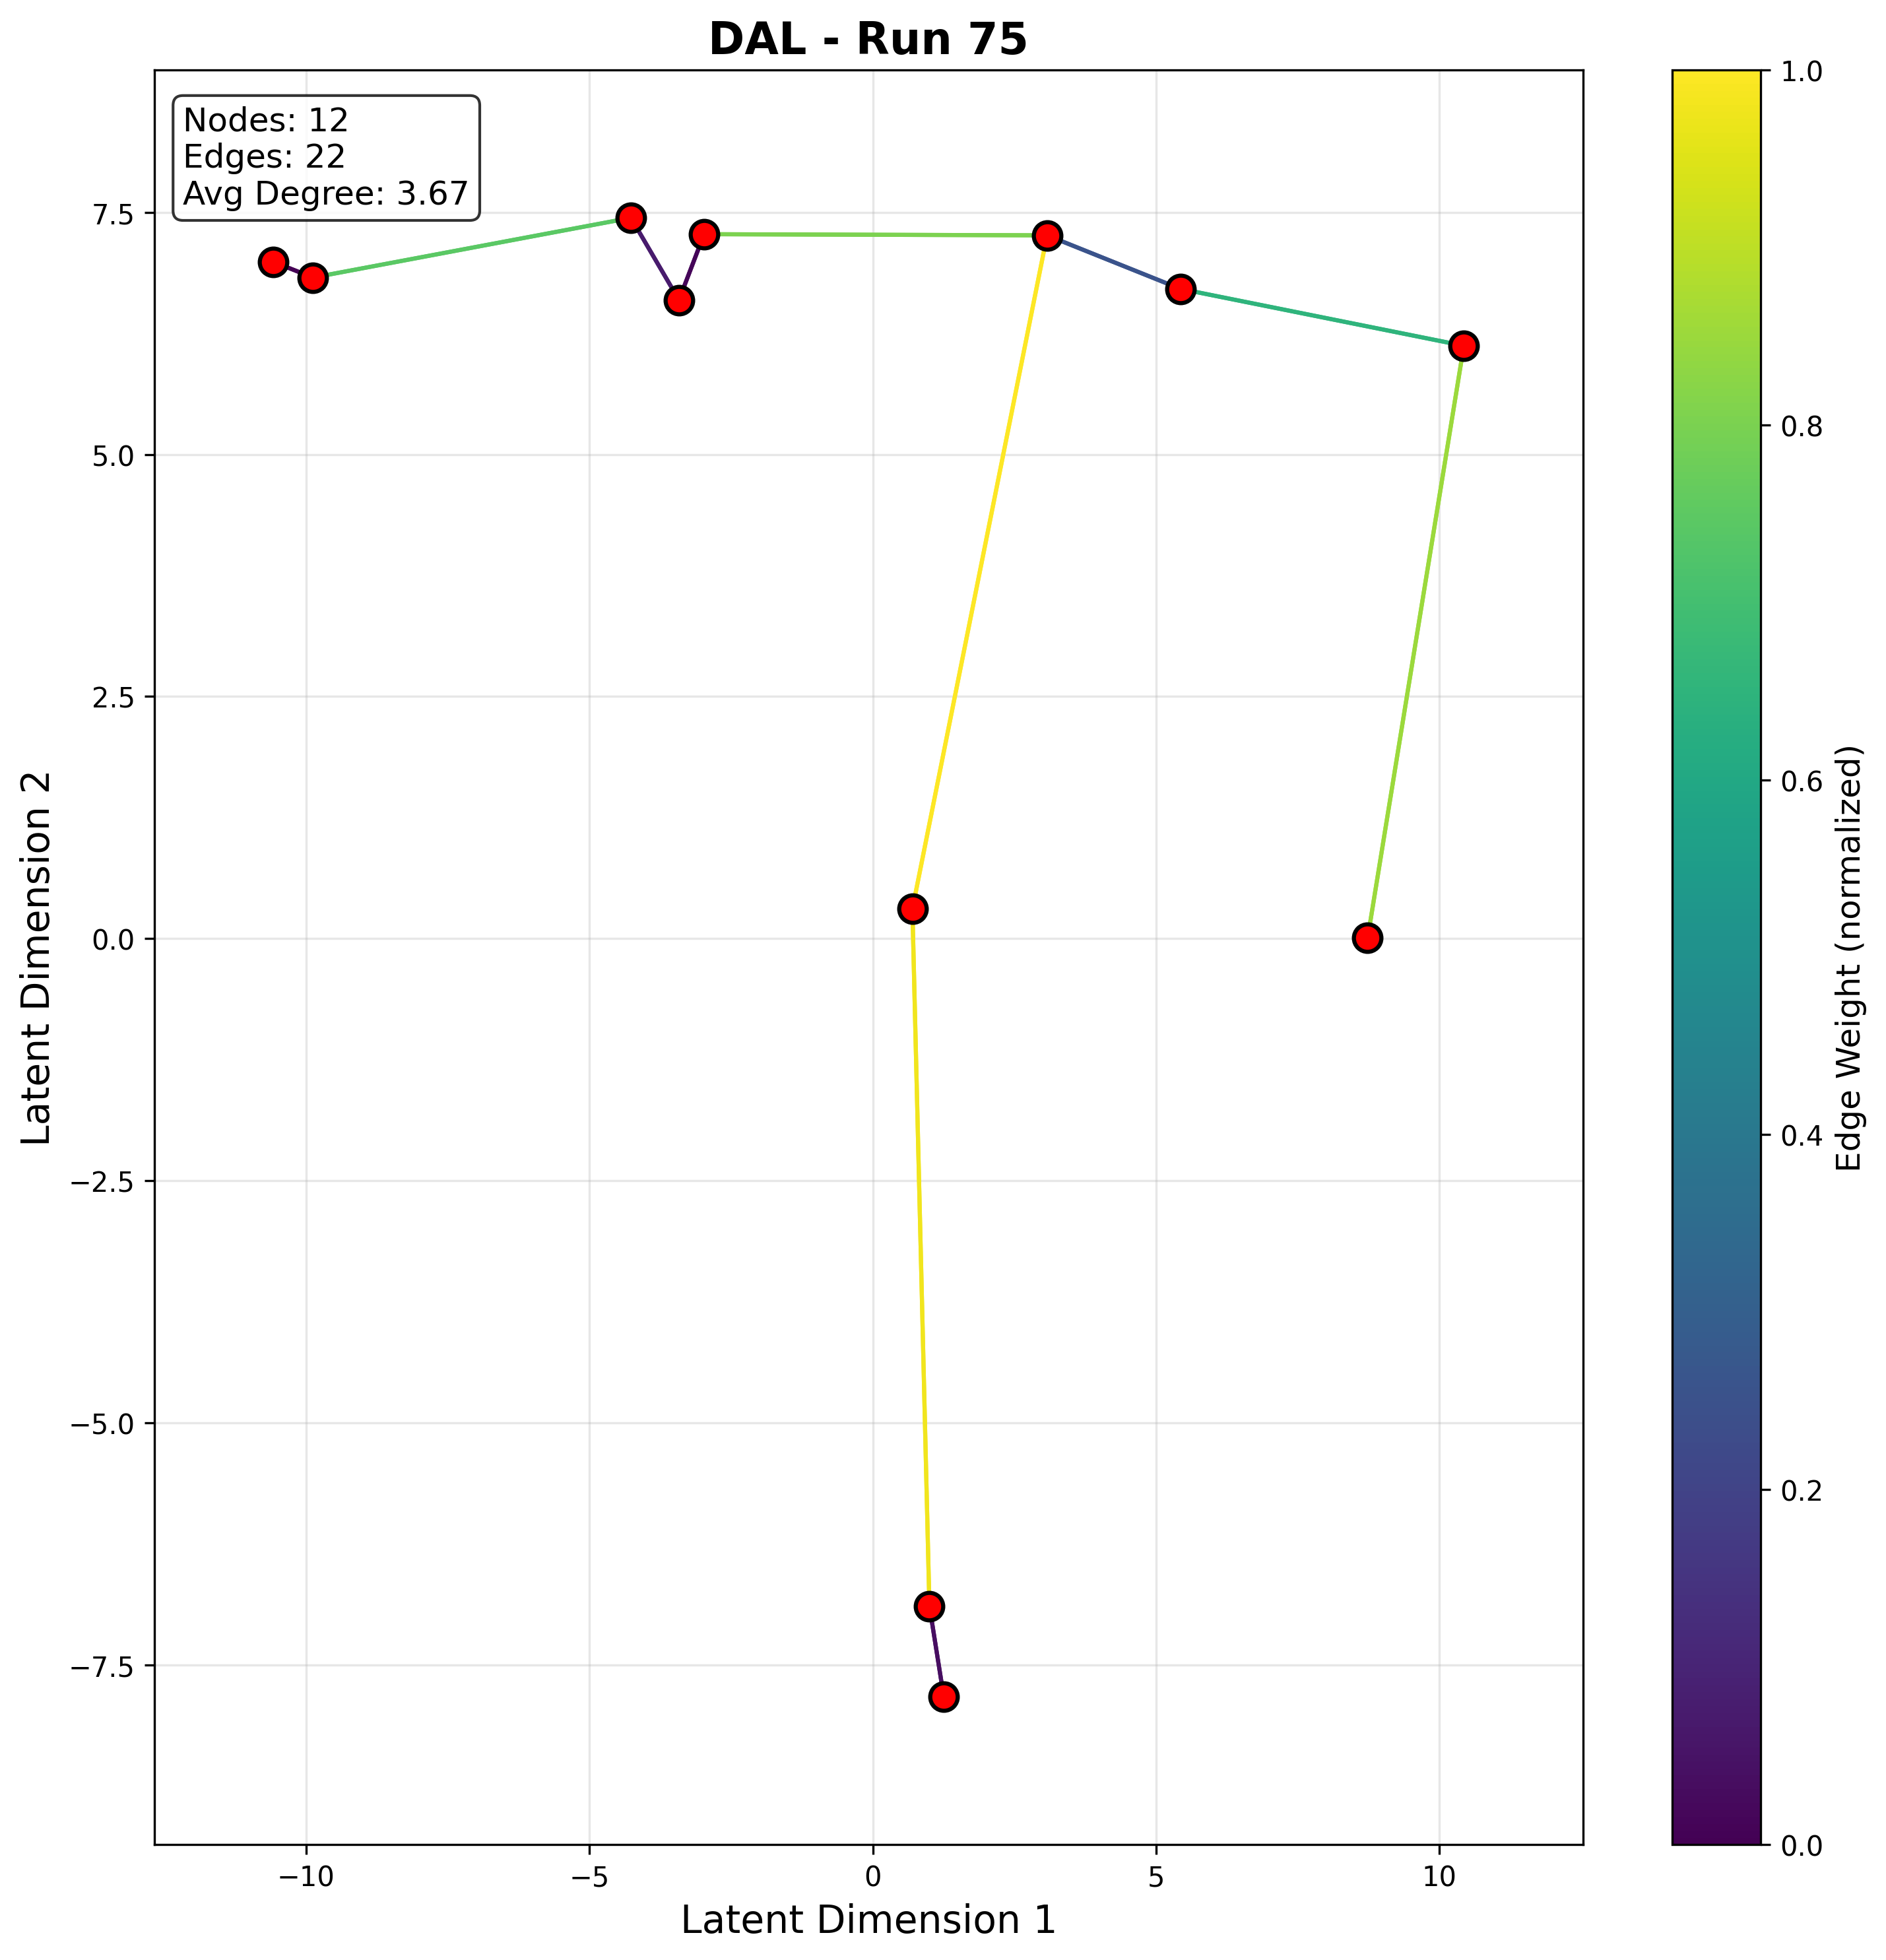 DAL - Run 75
Nodes: 12
Edges: 22
Avg Degree: 3.67
7.5
5.0
2.5
0.0
−2.5
−5.0
−7.5
Latent Dimension 2
−10
−5
0
5
10
Latent Dimension 1
1.0
0.8
0.6
0.4
0.2
0.0
Edge Weight (normalized)